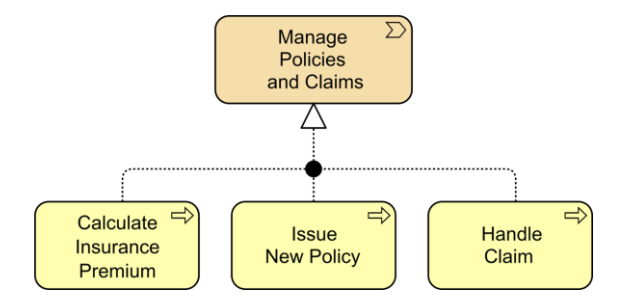 Manage
Policies
and Claims
Calculate
Insurance
Premium
Issue
New Policy
Handle
Claim